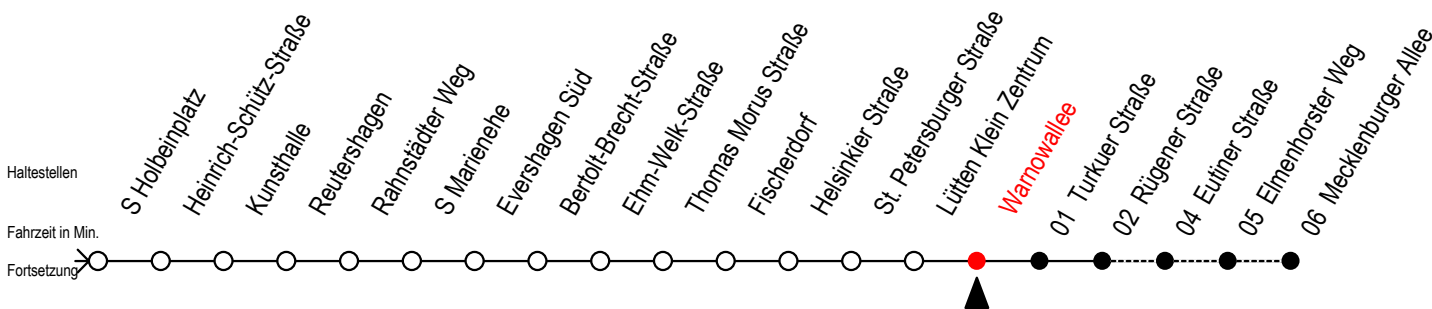 S Holbeinplatz
Heinrich-Schütz-Straße
Kunsthalle
Reutershagen
Rahnstädter Weg
S Marienehe
Evershagen Süd
Bertolt-Brecht-Straße
Ehm-Welk-Straße
Thomas Morus Straße
Fischerdorf
Helsinkier Straße
St. Petersburger Straße
Lütten Klein Zentrum
Warnowallee
01 Turkuer Straße
02 Rügener Straße
04 Eutiner Straße
05 Elmenhorster Weg
06 Mecklenburger Allee
Haltestellen
Fahrzeit in Min.
Fortsetzung